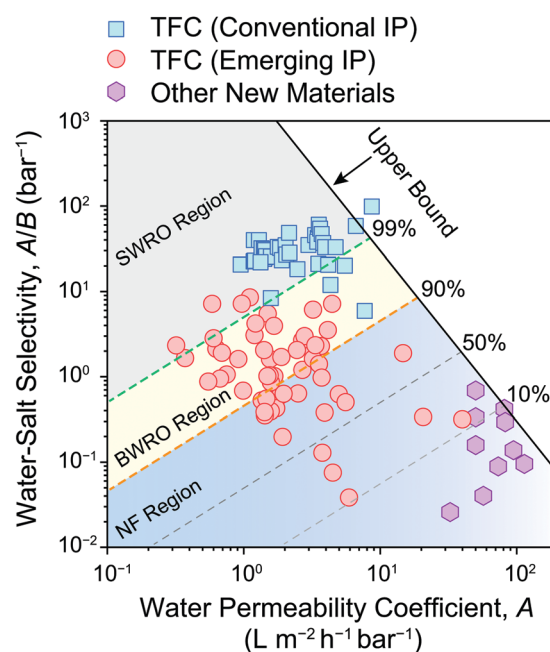 TFC (Conventional IP)
TFC (Emerging IP)
Other New Materials
Water-Salt Selectivity, A/B (bar⁻¹)
10³
10²
10¹
10⁰
10⁻¹
10⁻²
SWRO Region
BWRO Region
NF Region
Upper Bound
99%
90%
50%
10%
10⁻¹
10⁰
10¹
10²
Water Permeability Coefficient, A
(L m⁻² h⁻¹ bar⁻¹)